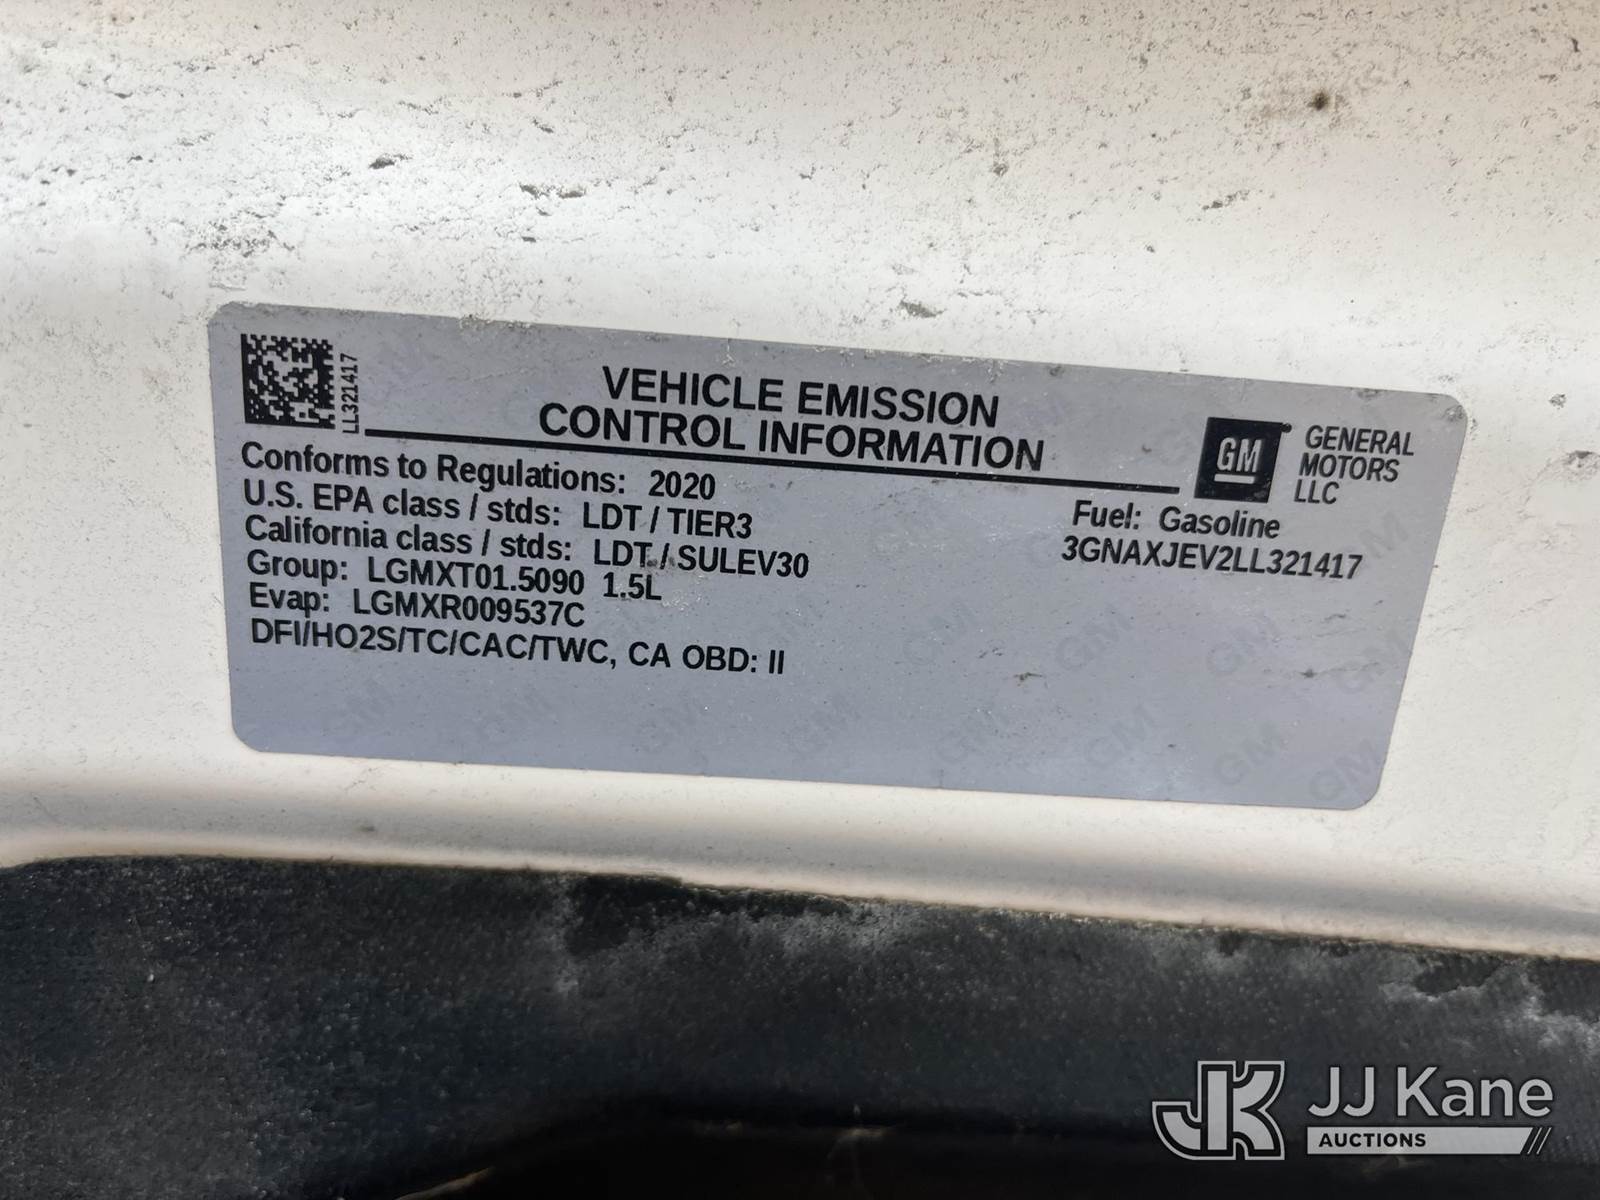 LL321417
VEHICLE EMISSION
CONTROL INFORMATION
GM
GENERAL
MOTORS
LLC
Conforms to Regulations: 2020
U.S. EPA class / stds: LDT / TIER3
California class / stds: LDT / SULEV30
Group: LGMXT01.5090 1.5L
Evap: LGMXR009537C
DFI/HO2S/TC/CAC/TWC, CA OBD: II
Fuel: Gasoline
3GNAXJEV2LL321417
JK JJ Kane
AUCTIONS